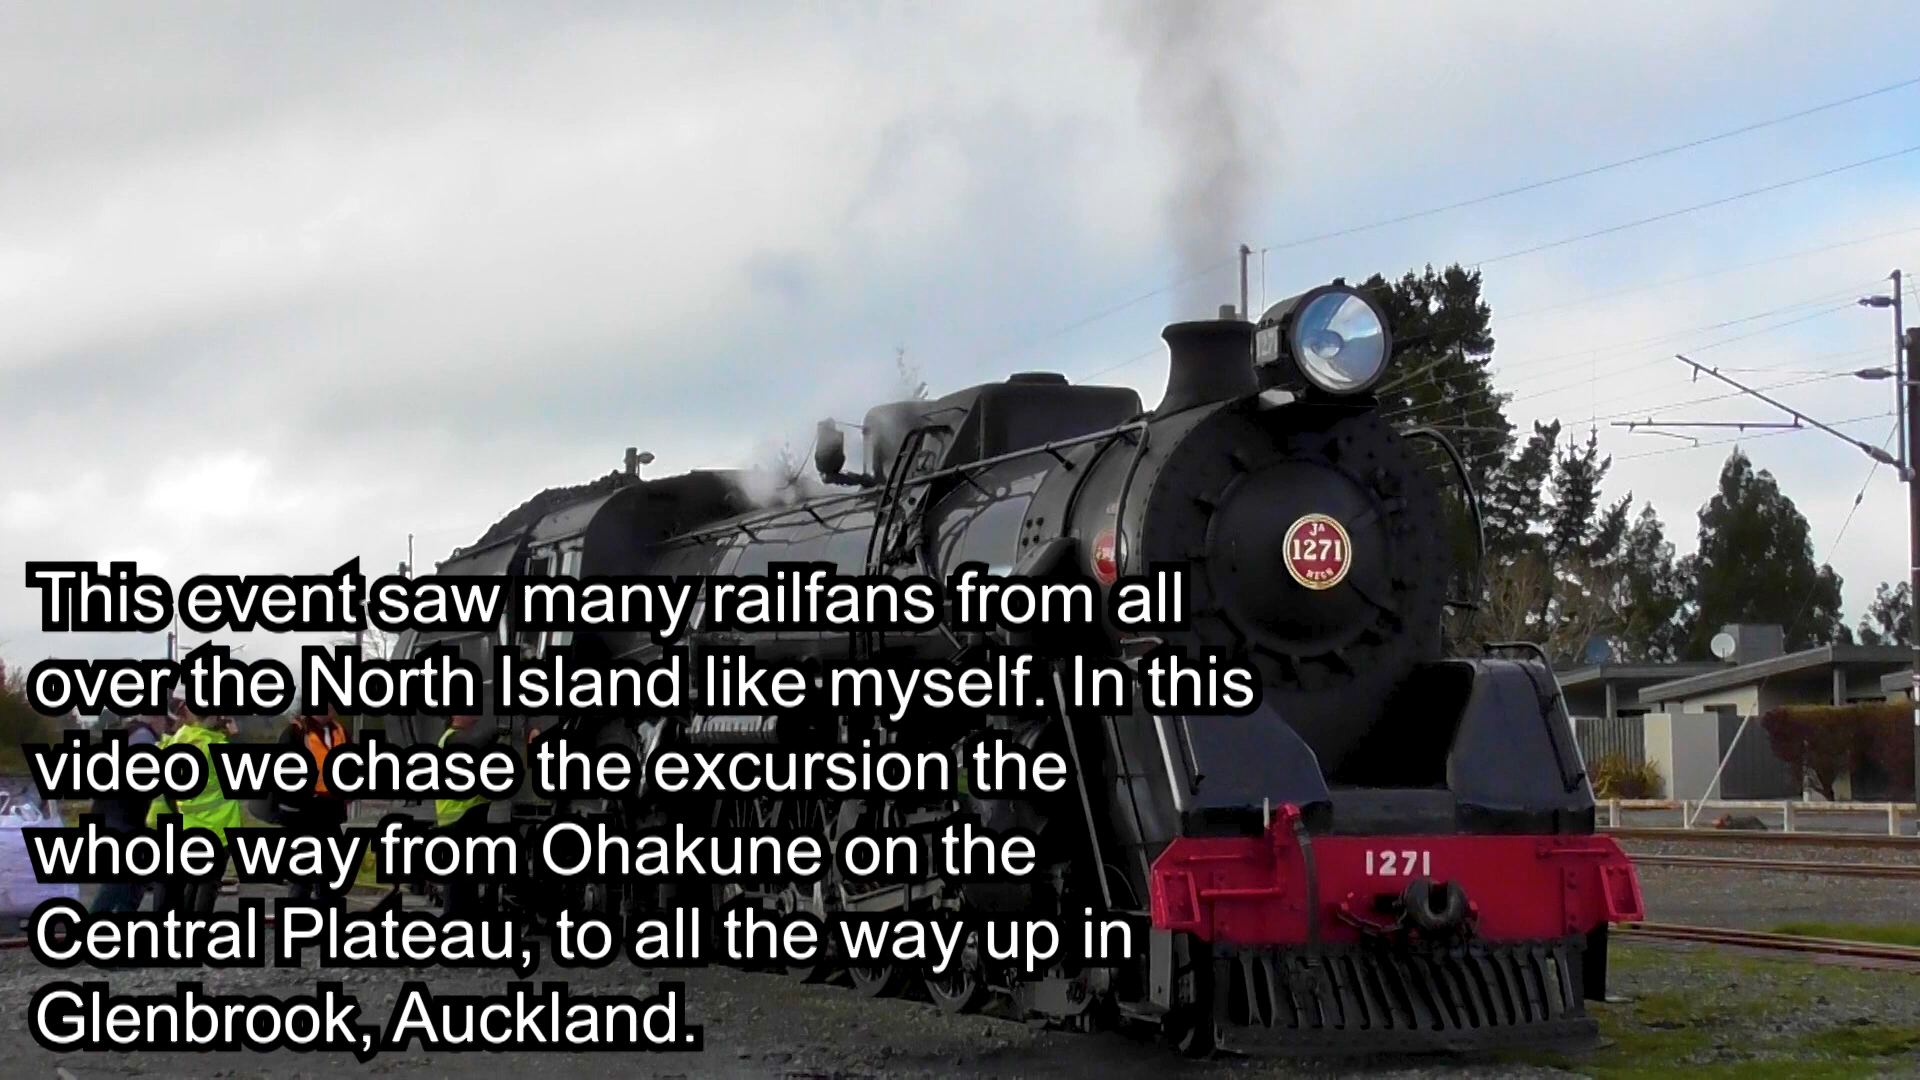 This event saw many railfans from all
over the North Island like myself. In this
video we chase the excursion the
whole way from Ohakune on the
Central Plateau, to all the way up in
Glenbrook, Auckland.
JA
1271
NZGR
1271